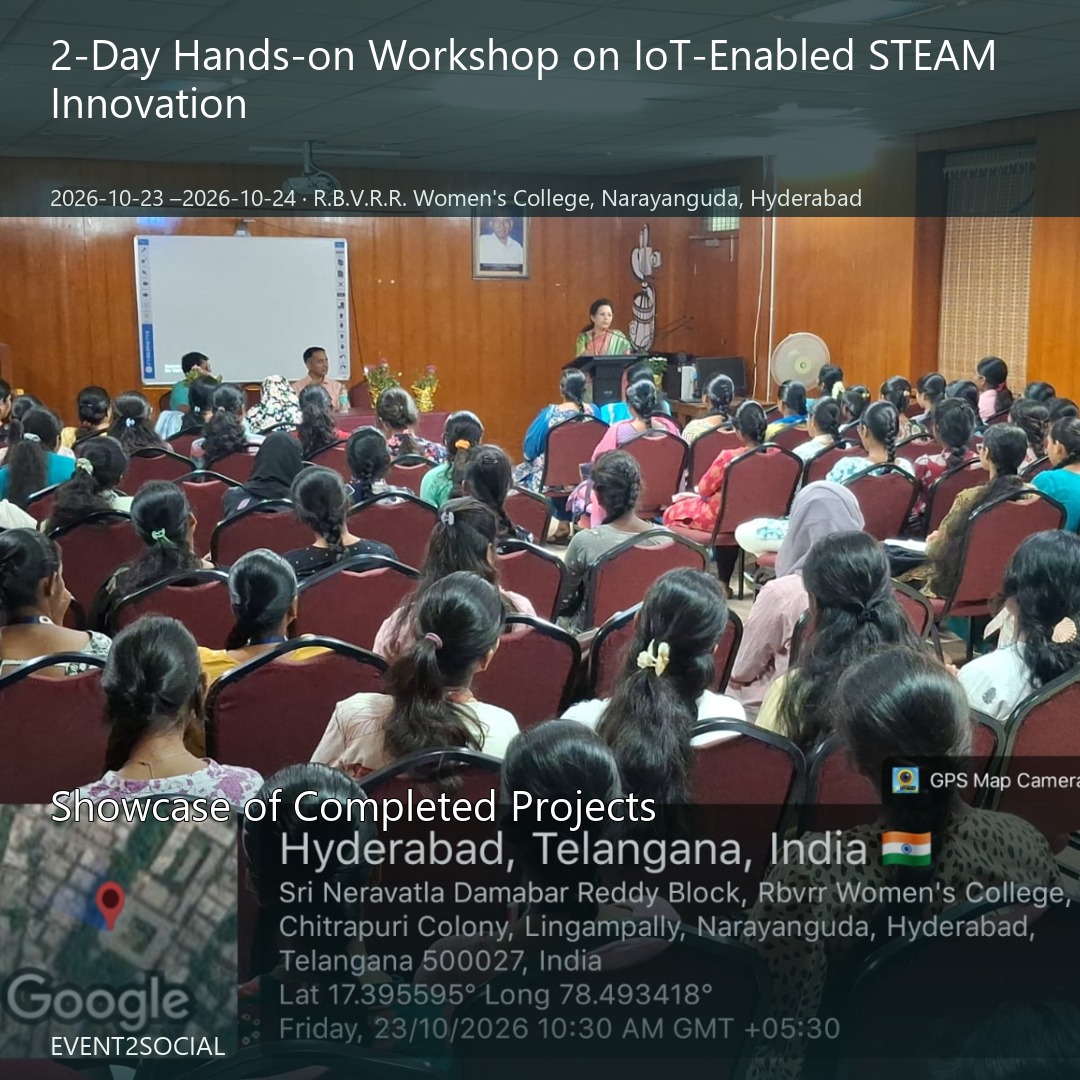 2-Day Hands-on Workshop on IoT-Enabled STEAM
Innovation
2026-10-23 –2026-10-24 · R.B.V.R.R. Women's College, Narayanguda, Hyderabad
GPS Map Camera
Showcase of Completed Projects
Hyderabad, Telangana, India
Sri Neravatla Damabar Reddy Block, Rbvrr Women's College,
Chitrapuri Colony, Lingampally, Narayanguda, Hyderabad,
Telangana 500027, India
Lat 17.395595° Long 78.493418°
Friday, 23/10/2026 10:30 AM GMT +05:30
Google
EVENT2SOCIAL